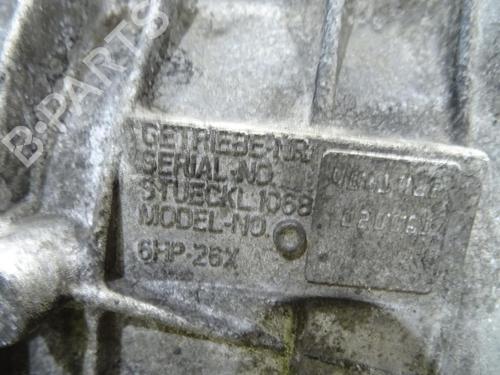 B-PARTS
GETRIEBE-NR.
SERIAL-NO.
STUECKL.1068
MODEL-NO.
6HP-26X